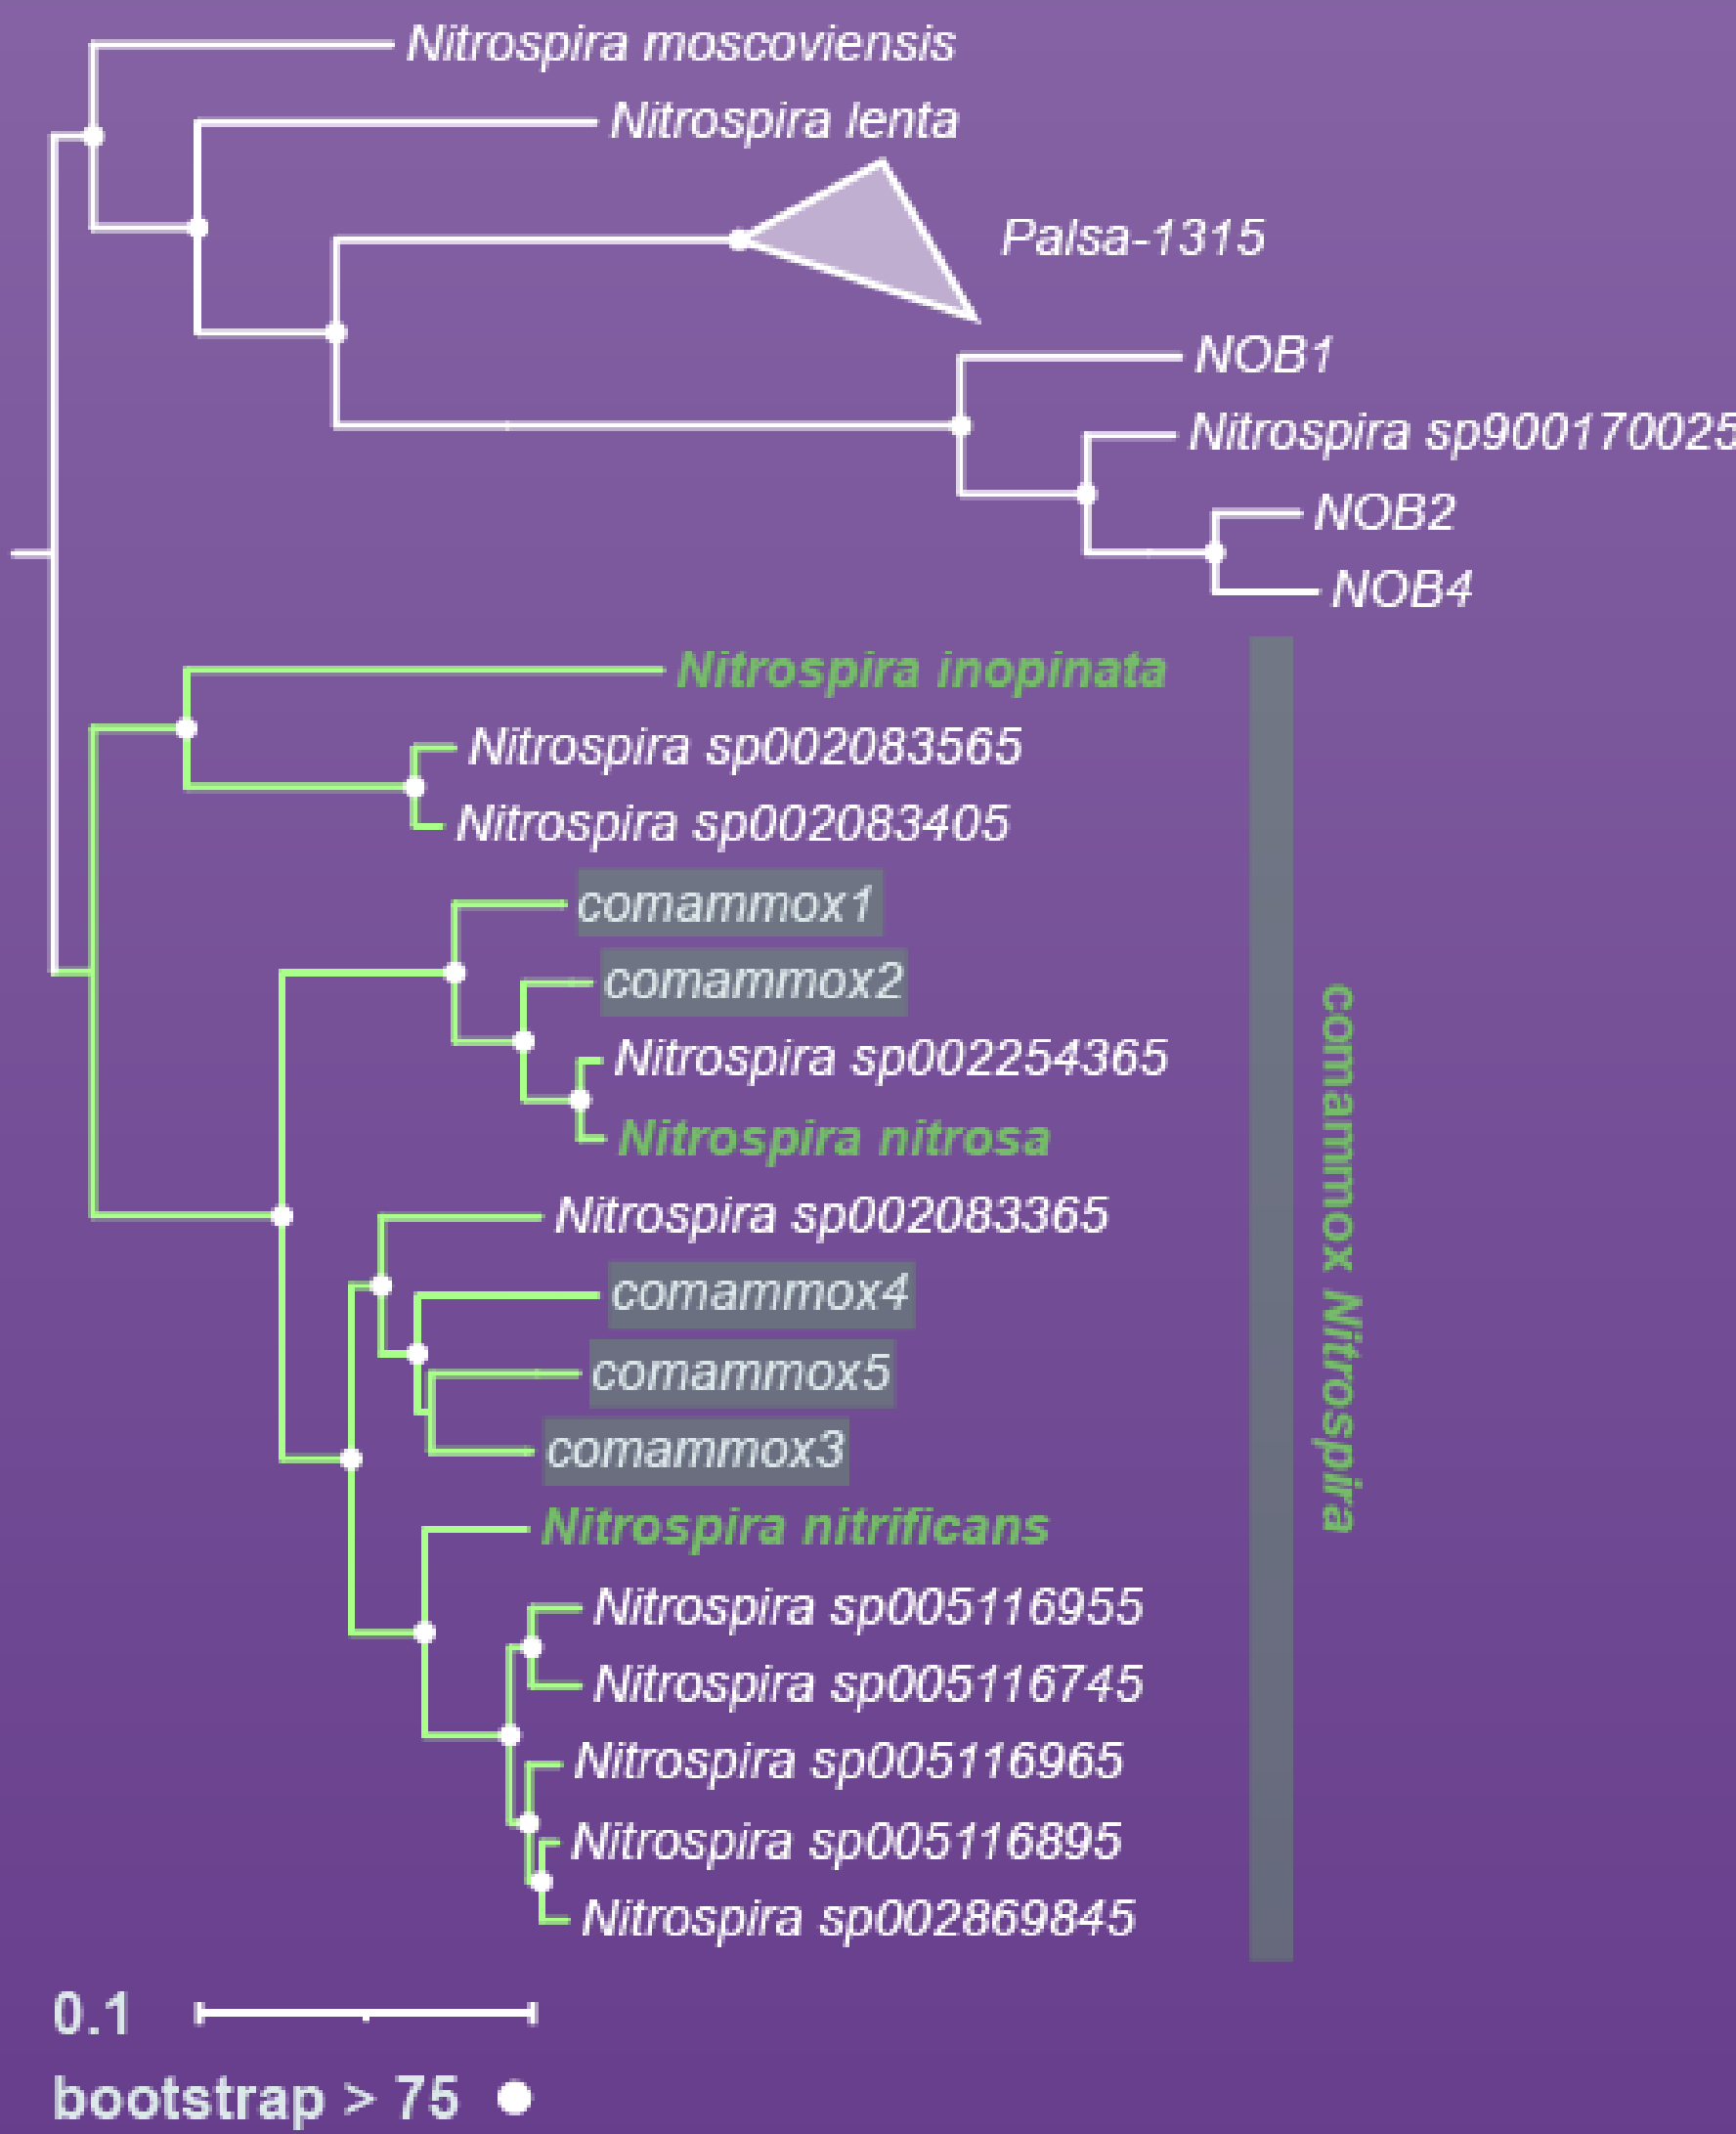 Nitrospira moscoviensis
Nitrospira lenta
Palsa-1315
NOB1
Nitrospira sp900170025
NOB2
NOB4
Nitrospira inopinata
Nitrospira sp002083565
Nitrospira sp002083405
comammox1
comammox2
Nitrospira sp002254365
Nitrospira nitrosa
Nitrospira sp002083365
comammox4
comammox5
comammox3
Nitrospira nitrificans
Nitrospira sp005116955
Nitrospira sp005116745
Nitrospira sp005116965
Nitrospira sp005116895
Nitrospira sp002869845
comammox Nitrospira
0.1
bootstrap > 75